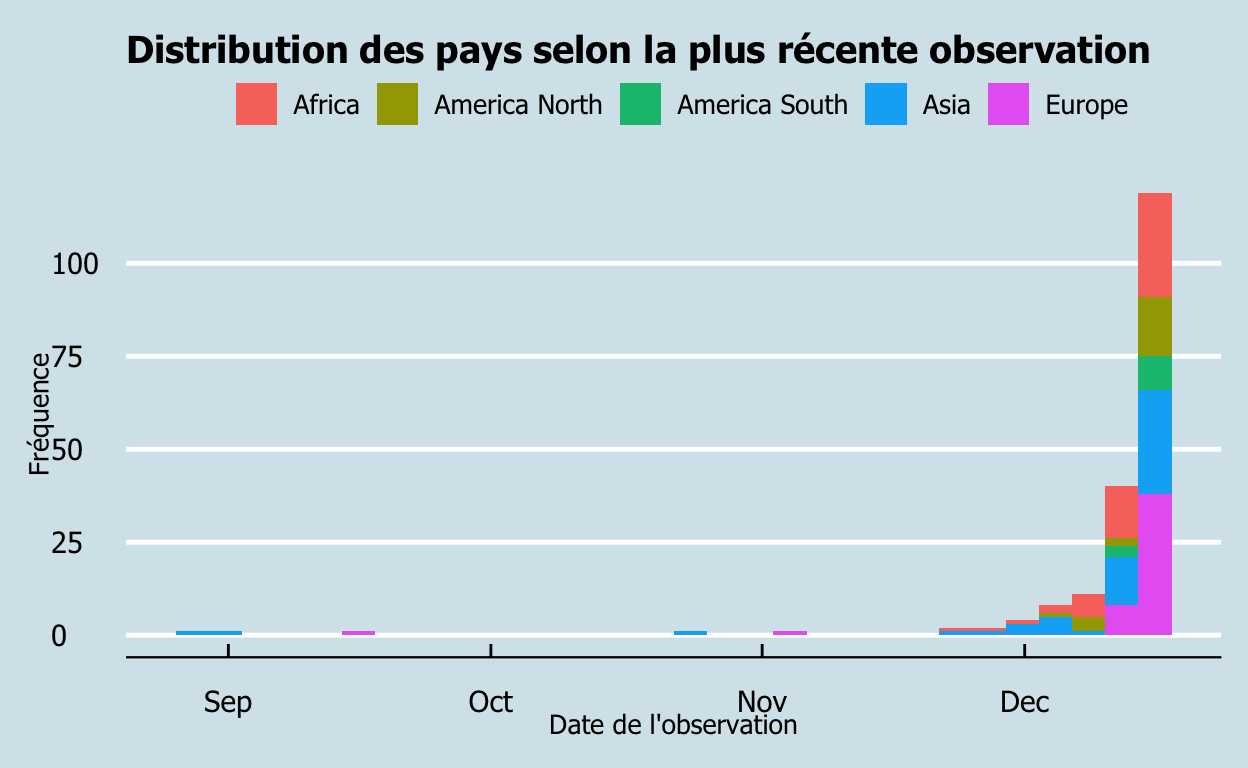 Distribution des pays selon la plus récente observation
Africa America North America South Asia Europe
100
75
50
25
0
Fréquence
Sep Oct Nov Dec
Date de l'observation